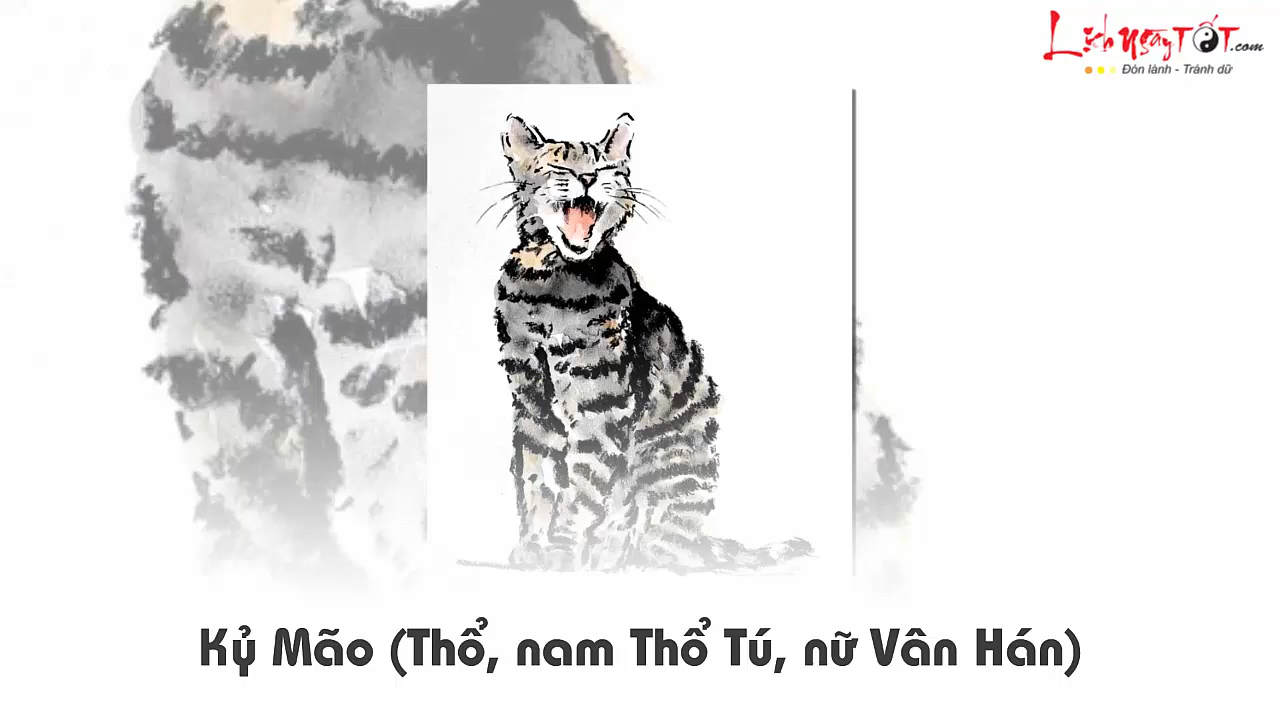 Lịch ngày TỐT.com
Đón lành - Tránh dữ
Kỷ Mão (Thổ, nam Thổ Tú, nữ Vân Hán)